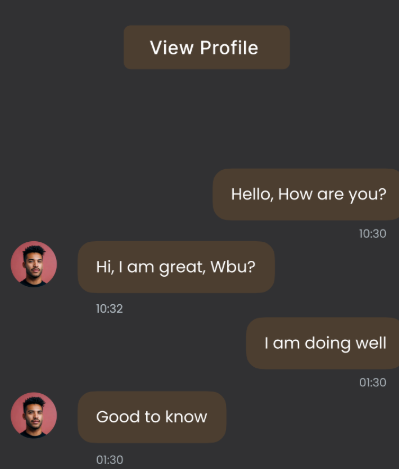 View Profile
Hello, How are you?
10:30
Hi, I am great, Wbu?
10:32
I am doing well
01:30
Good to know
01:30